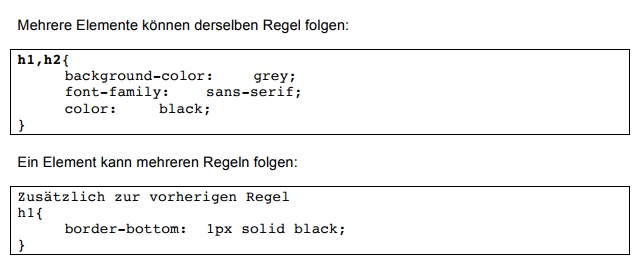 Mehrere Elemente können derselben Regel folgen:
h1,h2{
background-color: grey;
font-family: sans-serif;
color: black;
}
Ein Element kann mehreren Regeln folgen:
Zusätzlich zur vorherigen Regel
h1{
border-bottom: 1px solid black;
}